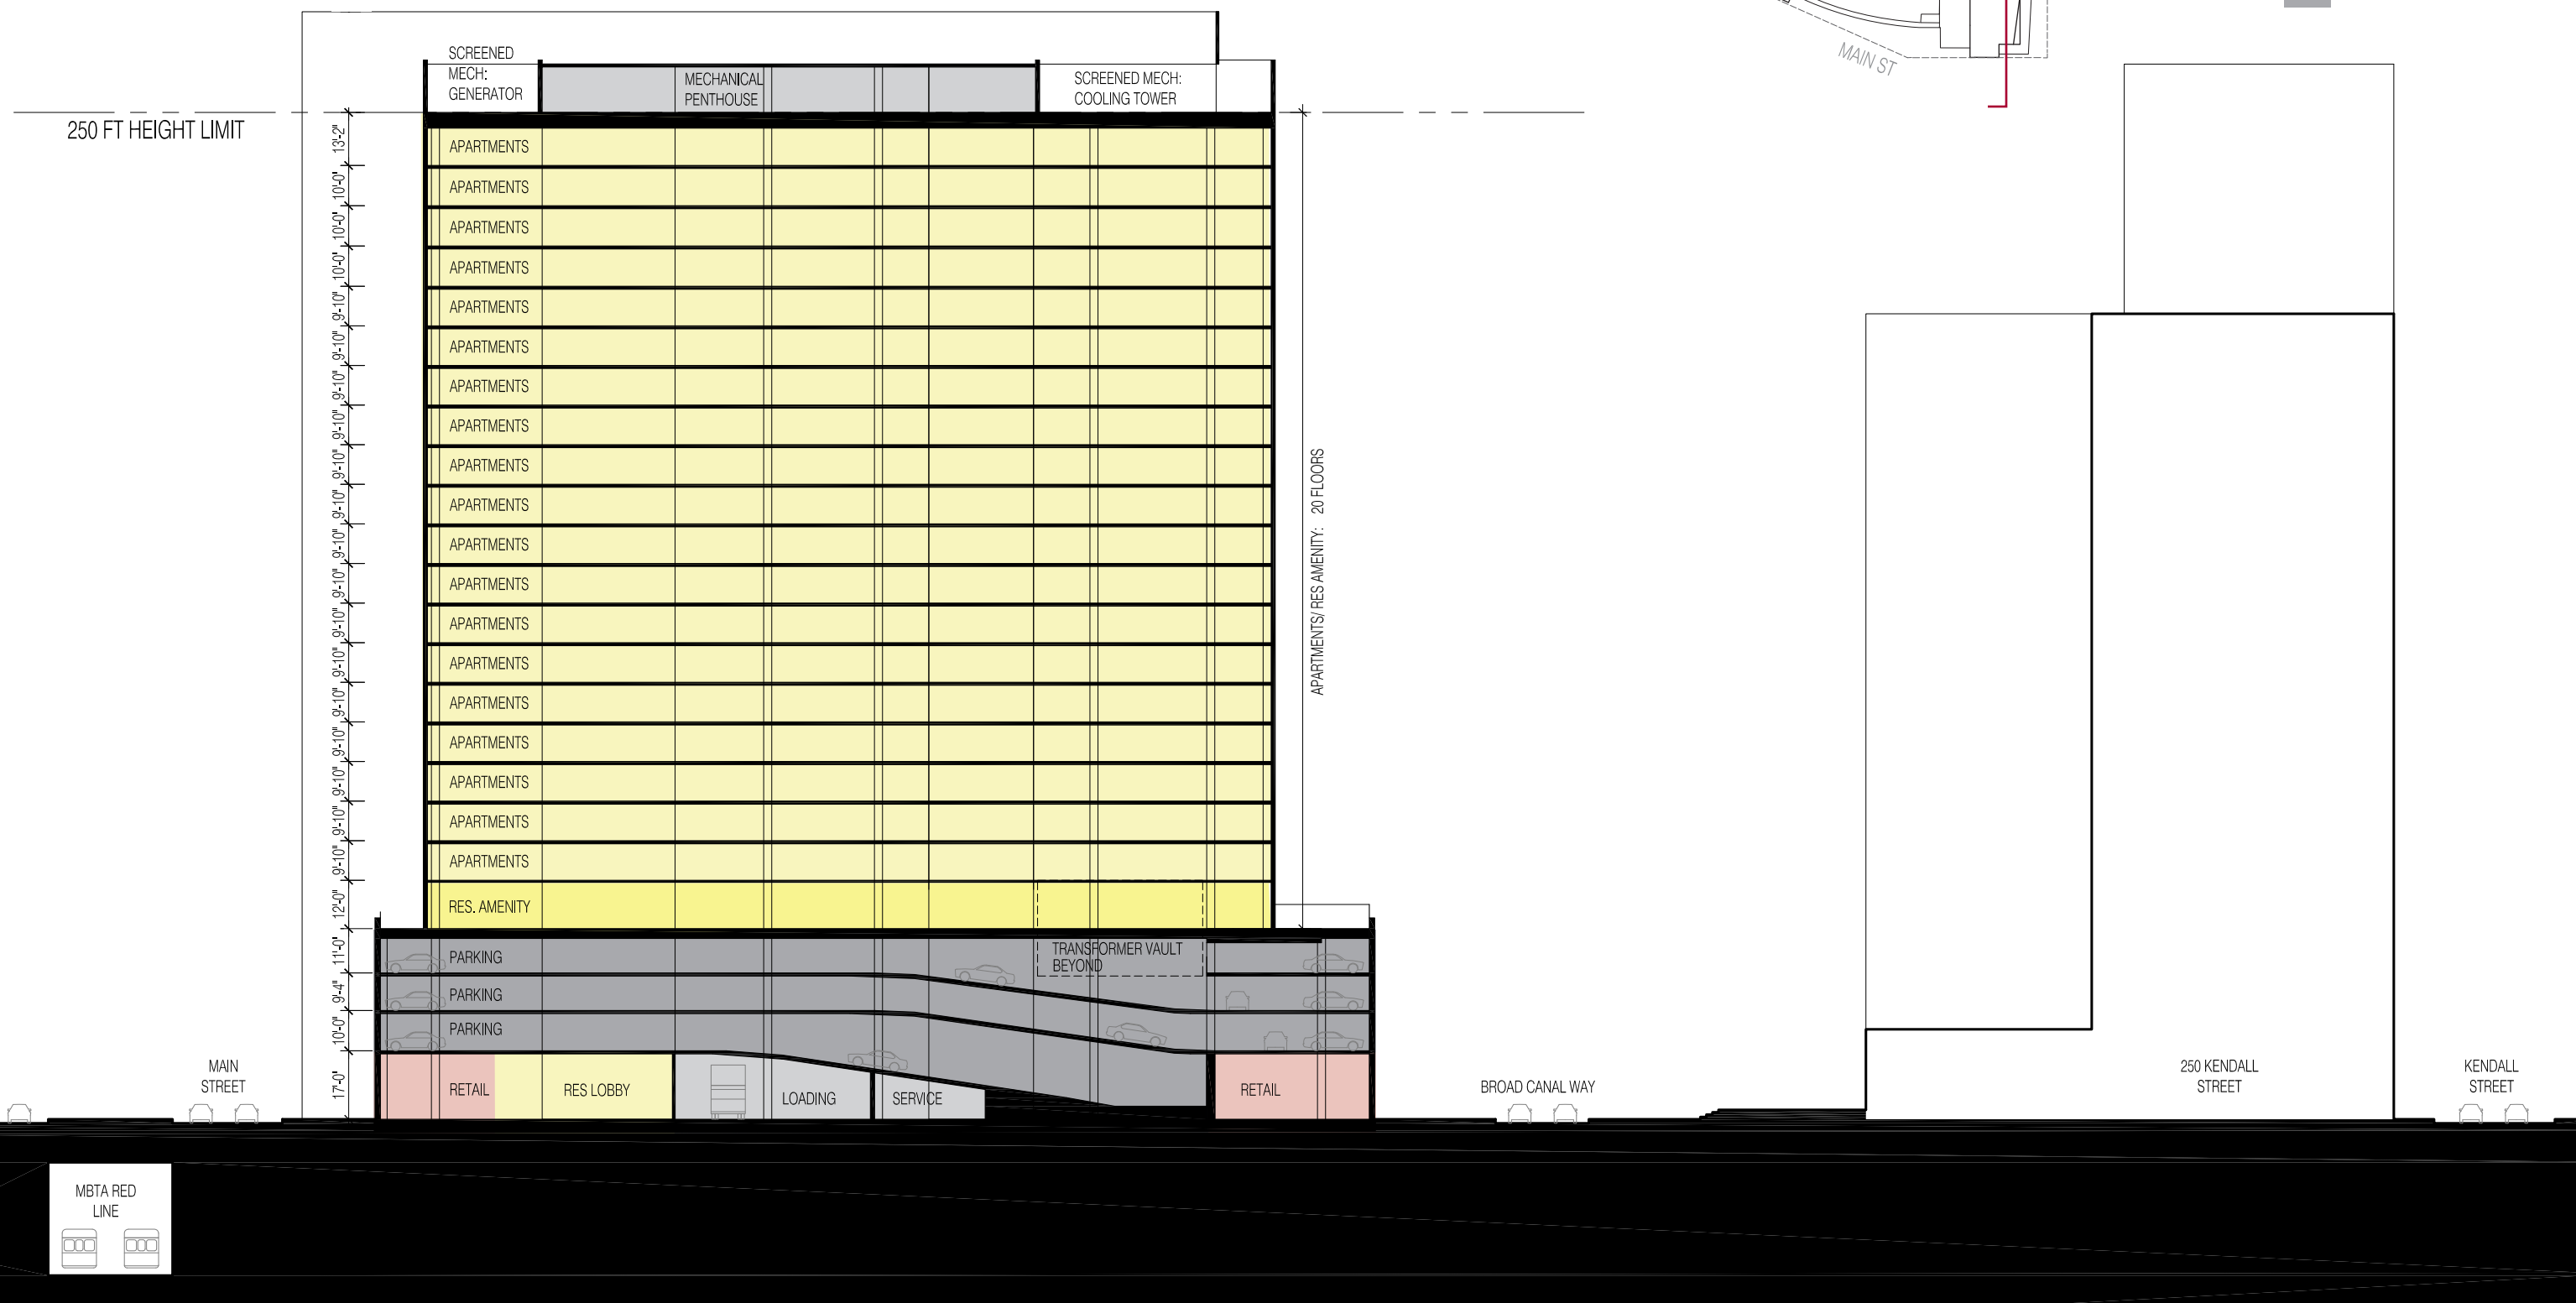 MAIN ST
SCREENED
MECH:
GENERATOR
MECHANICAL
PENTHOUSE
SCREENED MECH:
COOLING TOWER
250 FT HEIGHT LIMIT
13'-2"
APARTMENTS
10'-0"
APARTMENTS
10'-0"
APARTMENTS
10'-0"
APARTMENTS
9'-10"
APARTMENTS
9'-10"
APARTMENTS
9'-10"
APARTMENTS
9'-10"
APARTMENTS
9'-10"
APARTMENTS
9'-10"
APARTMENTS
9'-10"
APARTMENTS
9'-10"
APARTMENTS
9'-10"
APARTMENTS
9'-10"
APARTMENTS
9'-10"
APARTMENTS
9'-10"
APARTMENTS
9'-10"
APARTMENTS
9'-10"
APARTMENTS
9'-10"
APARTMENTS
12'-0"
RES. AMENITY
APARTMENTS/ RES AMENITY: 20 FLOORS
11'-0"
PARKING
TRANSFORMER VAULT
BEYOND
9'-4"
PARKING
10'-0"
PARKING
17'-0"
RETAIL
RES LOBBY
LOADING
SERVICE
RETAIL
MAIN
STREET
BROAD CANAL WAY
250 KENDALL
STREET
KENDALL
STREET
MBTA RED
LINE